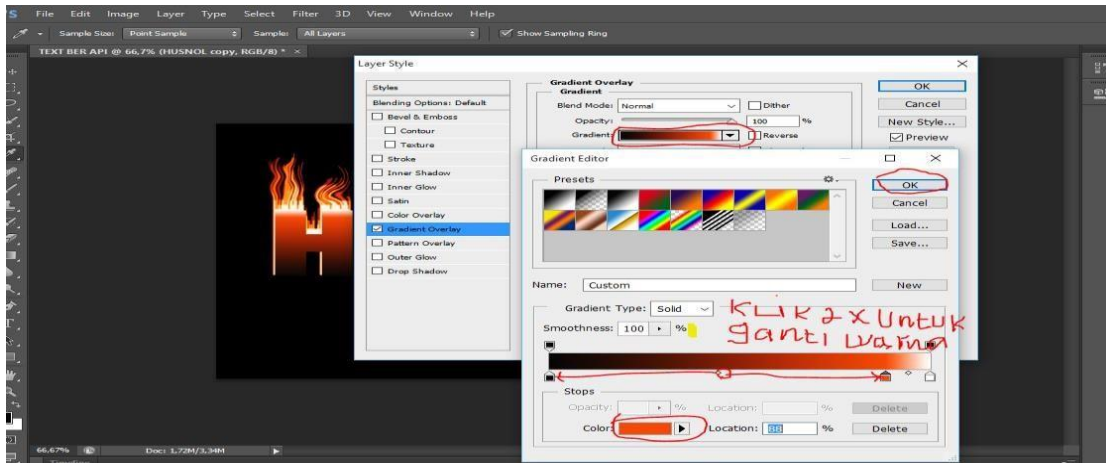 File Edit Image Layer Type Select Filter 3D View Window Help
Sample Size: Point Sample Sample: All Layers Show Sampling Ring
TEXT BER API @ 66,7% (HUSNOL copy, RGB/8) * ×
Layer Style
Styles
Blending Options: Default
Bevel & Emboss
Contour
Texture
Stroke
Inner Shadow
Inner Glow
Satin
Color Overlay
Gradient Overlay
Pattern Overlay
Outer Glow
Drop Shadow
Gradient Overlay
Gradient
Blend Mode: Normal Dither
Opacity: 100 %
Gradient: Reverse
OK
Cancel
New Style...
Preview
Gradient Editor
Presets
OK
Cancel
Load...
Save...
Name: Custom New
Gradient Type: Solid
Smoothness: 100 %
KLIK 2 X UNtUK
ganti warna
Stops
Opacity: % Location: % Delete
Color: Location: 88 % Delete
H
66,67% Doc: 1,72M/3,34M
Timeline